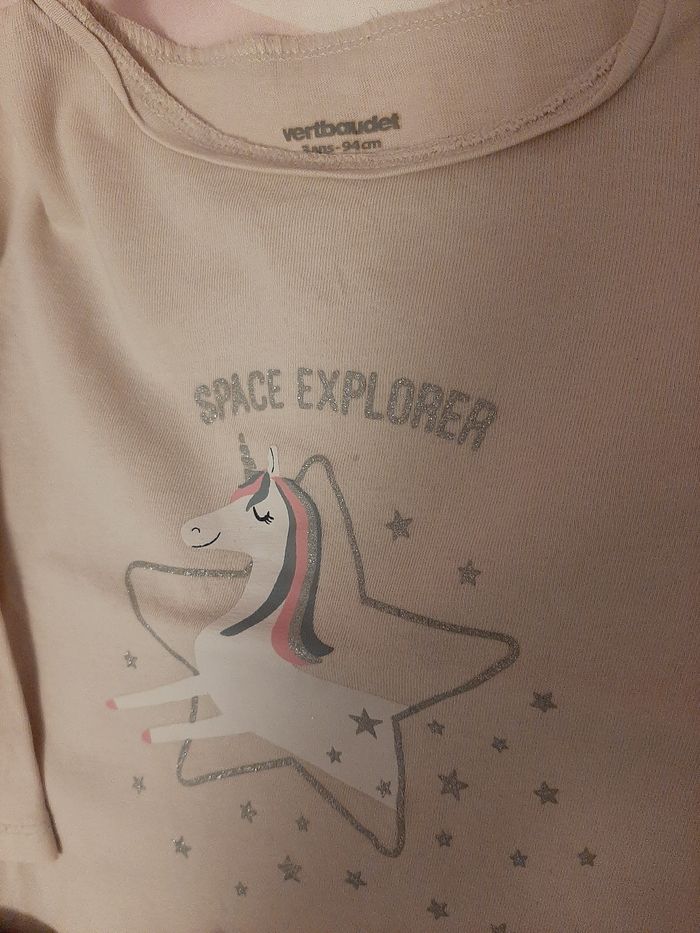 vertbaudet
3 ans - 94 cm
SPACE EXPLORER